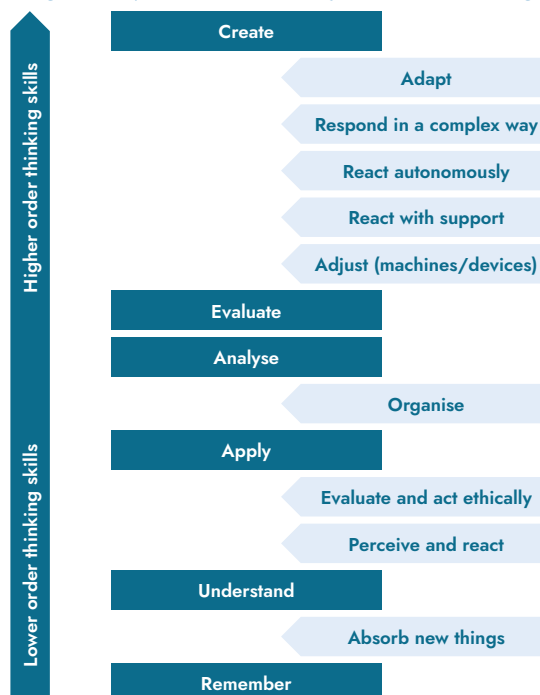 Create
Adapt
Respond in a complex way
React autonomously
React with support
Adjust (machines/devices)
Higher order thinking skills
Evaluate
Analyse
Organise
Apply
Evaluate and act ethically
Perceive and react
Understand
Absorb new things
Lower order thinking skills
Remember